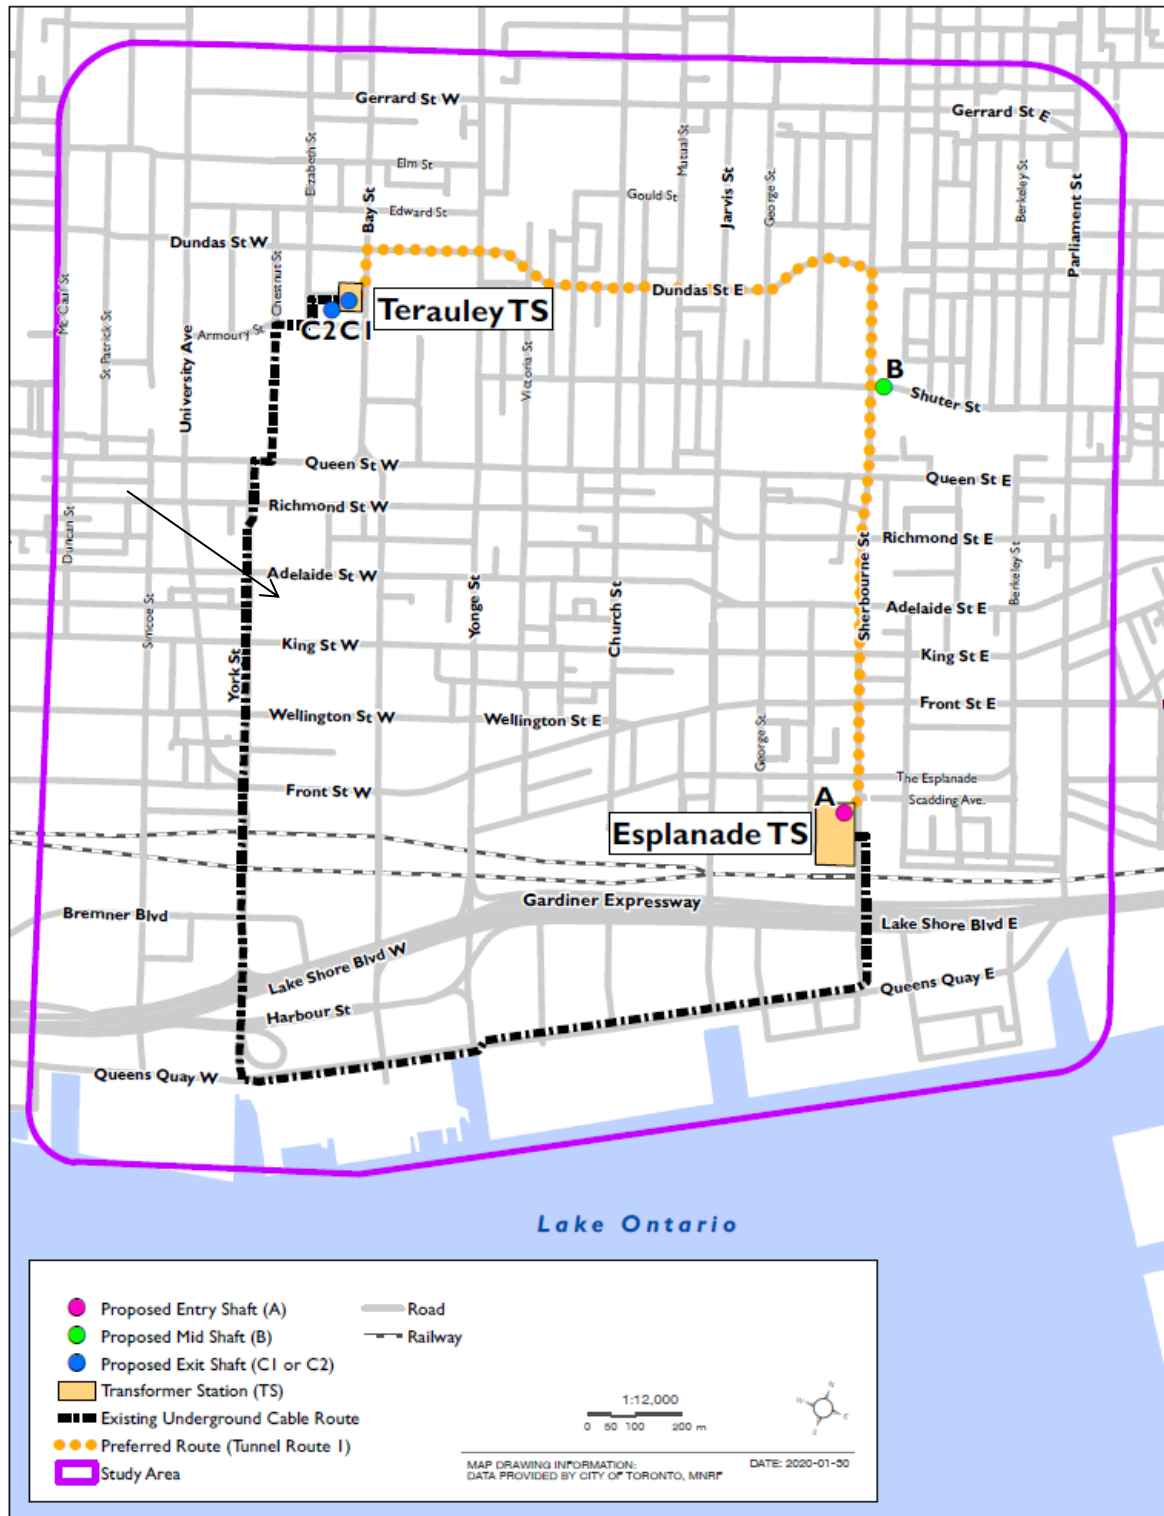 Gerrard St W
Gerrard St E
Elizabeth St
Elm St
Mutual St
Gould St
Jarvis St
George St
Berkeley St
Parliament St
Bay St
Edward St
Dundas St W
Chestnut St
Mc Caul St
St Patrick St
University Ave
Armoury St
Terauley TS
C2
C1
Dundas St E
Victoria St
B
Shuter St
Queen St W
Queen St E
Richmond St W
Richmond St E
Duncan St
Adelaide St W
Adelaide St E
Simcoe St
Yonge St
Church St
Sherbourne St
Berkeley St
King St W
King St E
York St
Wellington St W
Wellington St E
George St
Front St E
Front St W
The Esplanade
Scadding Ave.
A
Esplanade TS
Gardiner Expressway
Bremner Blvd
Lake Shore Blvd E
Lake Shore Blvd W
Queens Quay E
Harbour St
Queens Quay W
Lake Ontario
Proposed Entry Shaft (A)
Road
Proposed Mid Shaft (B)
Railway
Proposed Exit Shaft (C1 or C2)
Transformer Station (TS)
Existing Underground Cable Route
Preferred Route (Tunnel Route 1)
Study Area
1:12,000
0 50 100 200 m
N
W
E
S
MAP DRAWING INFORMATION:
DATA PROVIDED BY CITY OF TORONTO, MNRF
DATE: 2020-01-30